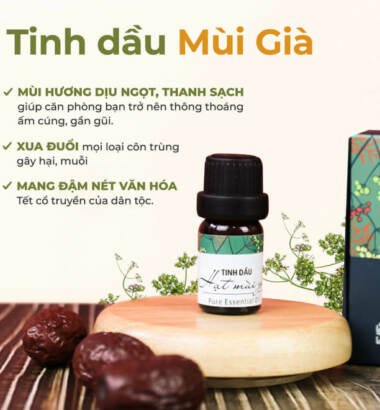 Tinh dầu Mùi Già
MÙI HƯƠNG DỊU NGỌT, THANH SẠCH
giúp căn phòng bạn trở nên thông thoáng
ấm cúng, gần gũi.
XUA ĐUỔI mọi loại côn trùng
gây hại, muỗi
MANG ĐẬM NÉT VĂN HÓA
Tết cổ truyền của dân tộc.
TINH DẦU
Hạt mùi
Pure Essential